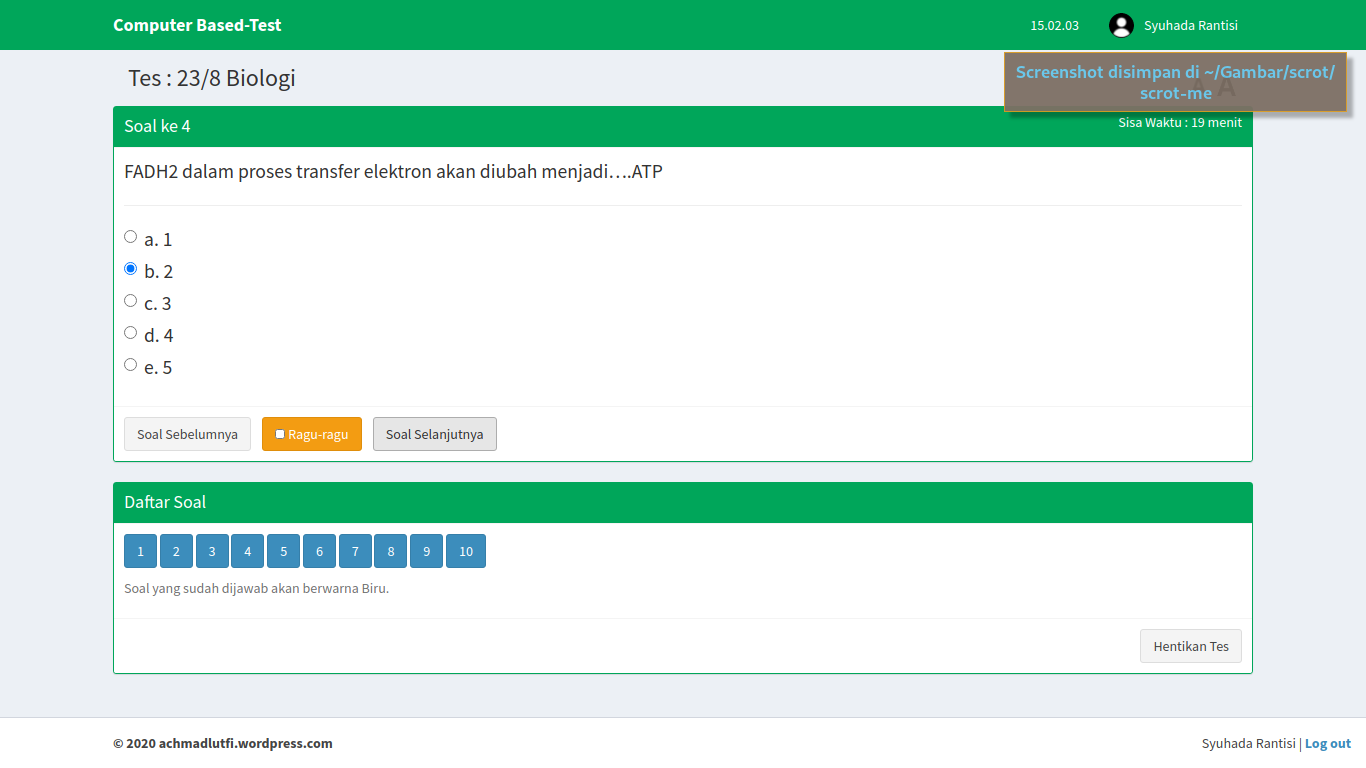 Computer Based-Test
15.02.03
Syuhada Rantisi
Tes : 23/8 Biologi
Screenshot disimpan di ~/Gambar/scrot/
scrot-me
A
Soal ke 4
Sisa Waktu : 19 menit
FADH2 dalam proses transfer elektron akan diubah menjadi….ATP
a. 1
b. 2
c. 3
d. 4
e. 5
Soal Sebelumnya
Ragu-ragu
Soal Selanjutnya
Daftar Soal
1 2 3 4 5 6 7 8 9 10
Soal yang sudah dijawab akan berwarna Biru.
Hentikan Tes
© 2020 achmadlutfi.wordpress.com
Syuhada Rantisi | Log out